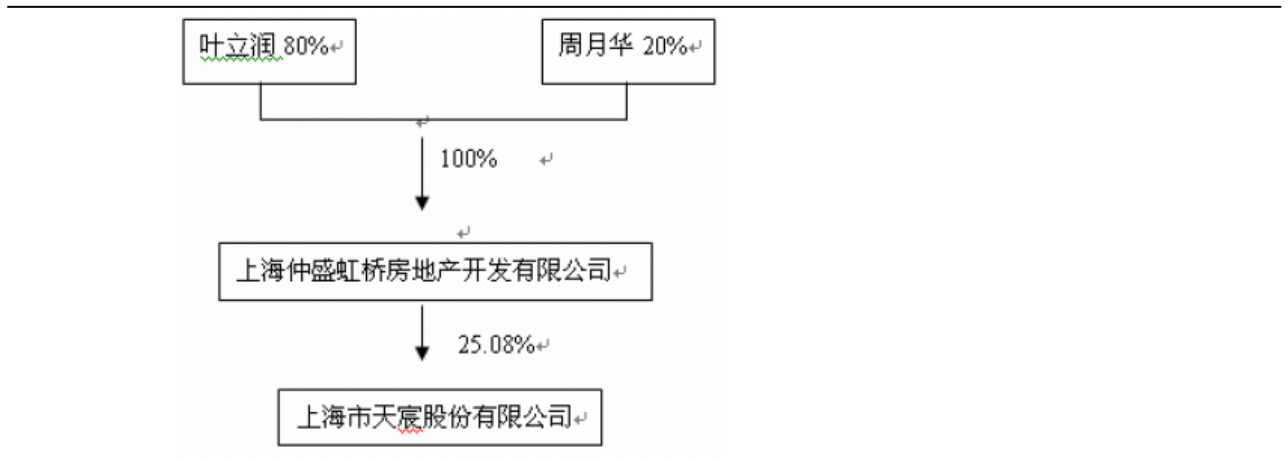 叶立润 80%
周月华 20%
100%
上海仲盛虹桥房地产开发有限公司
25.08%
上海市天宸股份有限公司